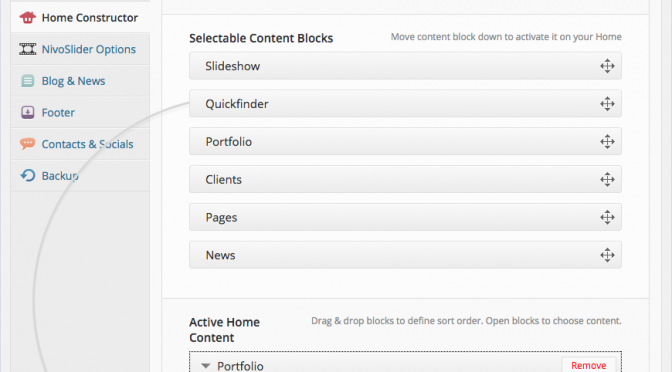 Home Constructor
NivoSlider Options
Blog & News
Footer
Contacts & Socials
Backup
Selectable Content Blocks
Move content block down to activate it on your Home
Slideshow
Quickfinder
Portfolio
Clients
Pages
News
Active Home
Content
Drag & drop blocks to define sort order. Open blocks to choose content.
Portfolio
Remove